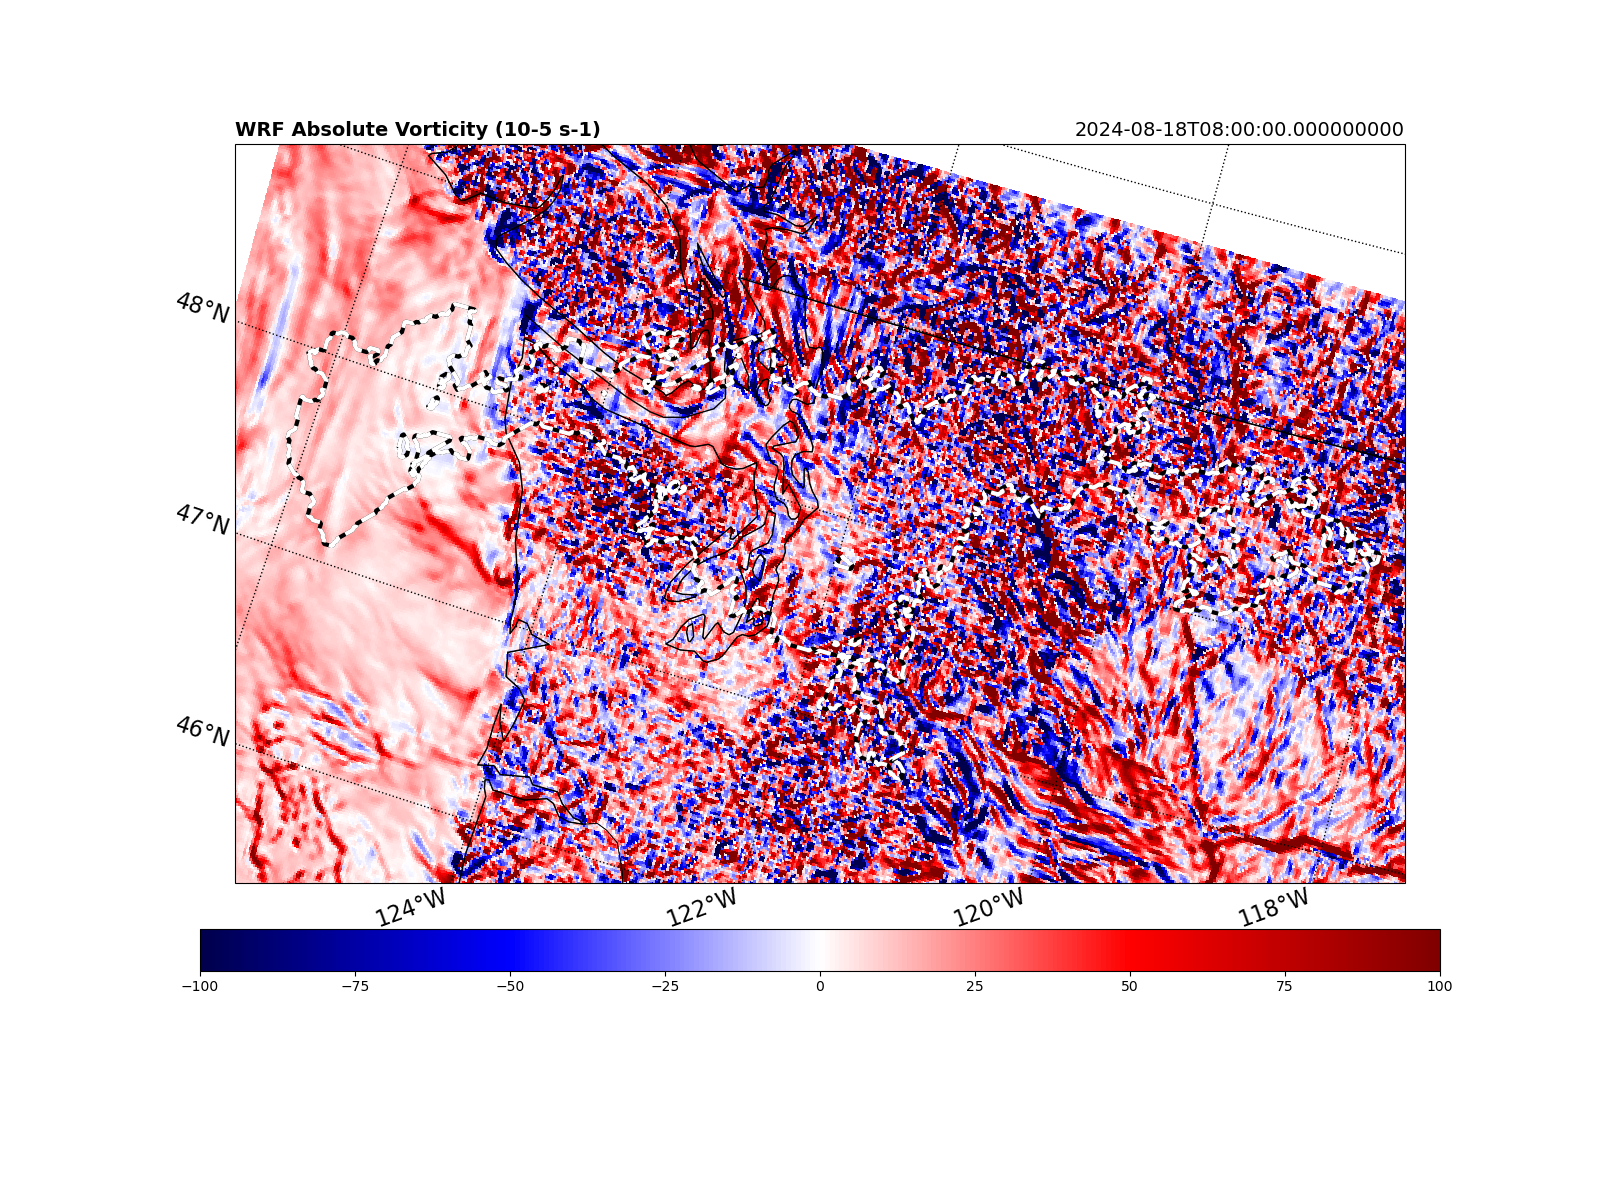 WRF Absolute Vorticity (10-5 s-1)
2024-08-18T08:00:00.000000000
48°N
47°N
46°N
124°W
122°W
120°W
118°W
−100
−75
−50
−25
0
25
50
75
100